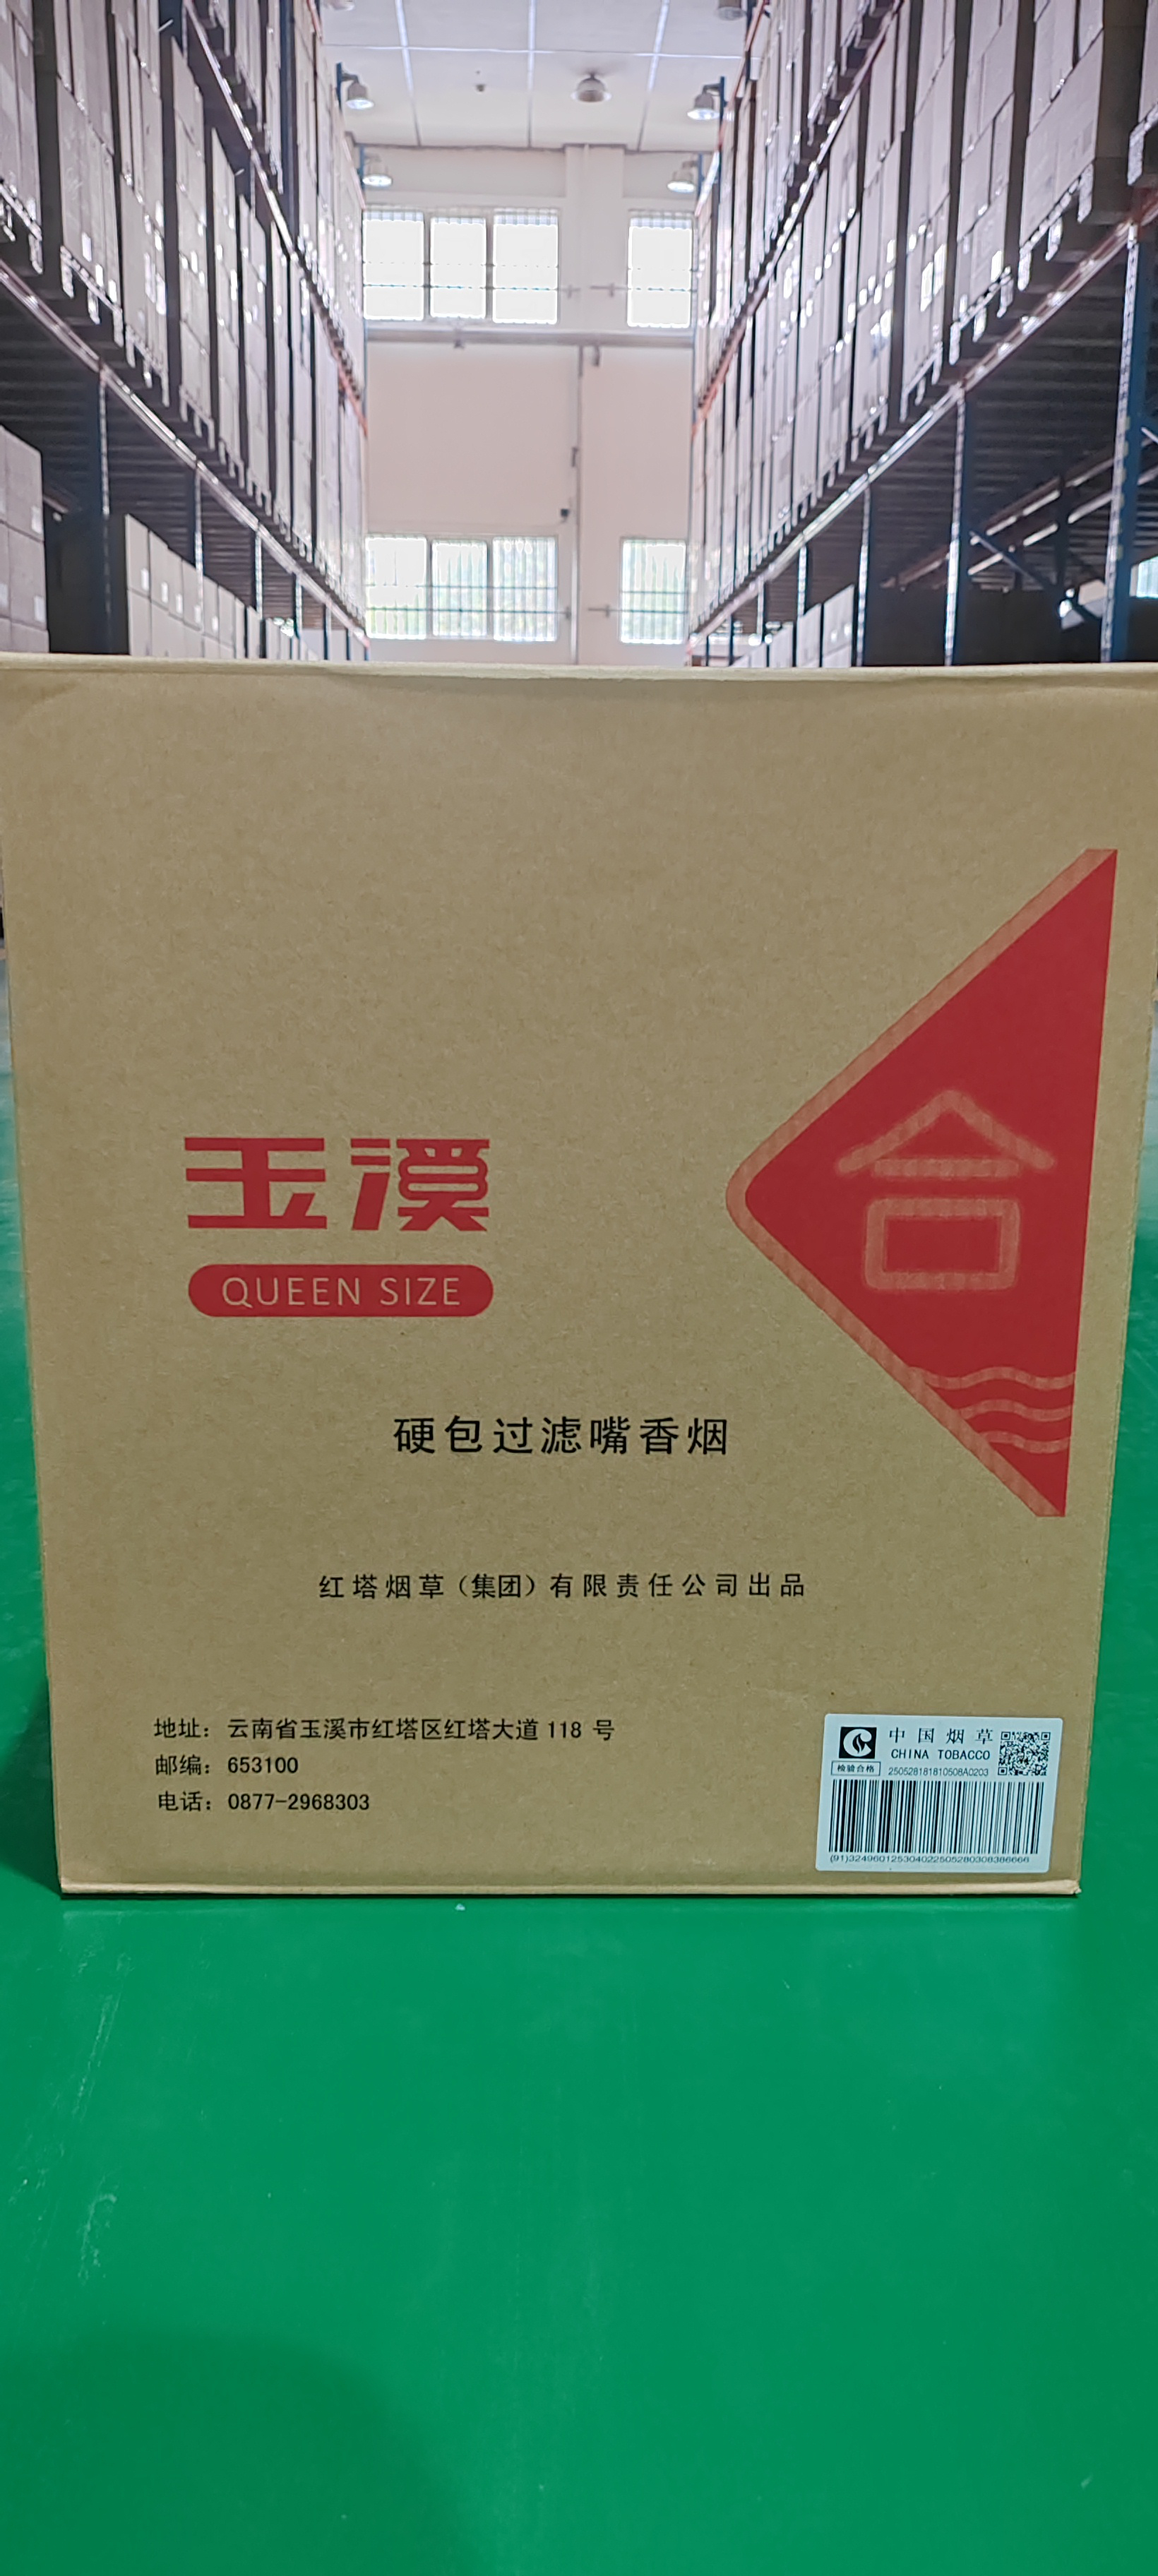 玉溪
QUEEN SIZE
合
硬包过滤嘴香烟
红塔烟草（集团）有限责任公司出品
地址：云南省玉溪市红塔区红塔大道 118 号
邮编：653100
电话：0877-2968303
中国烟草
CHINA TOBACCO
检验合格
250528181810508A0203
(91)324960125304022505280308386666